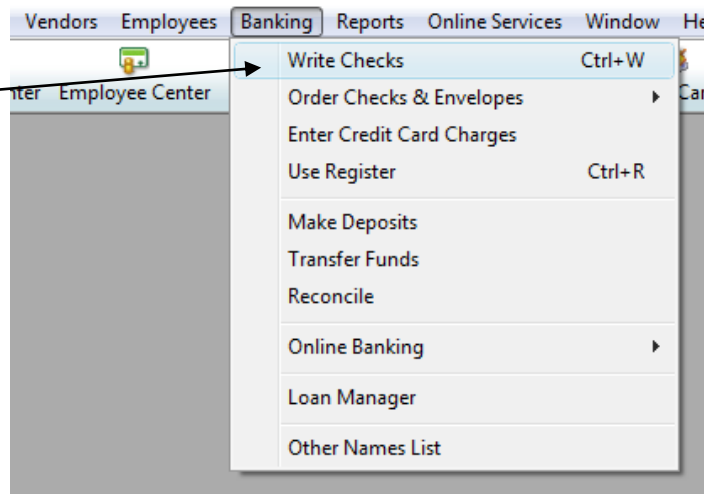 Vendors Employees Banking Reports Online Services Window He
nter Employee Center Car
Write Checks Ctrl+W
Order Checks & Envelopes
Enter Credit Card Charges
Use Register Ctrl+R
Make Deposits
Transfer Funds
Reconcile
Online Banking
Loan Manager
Other Names List